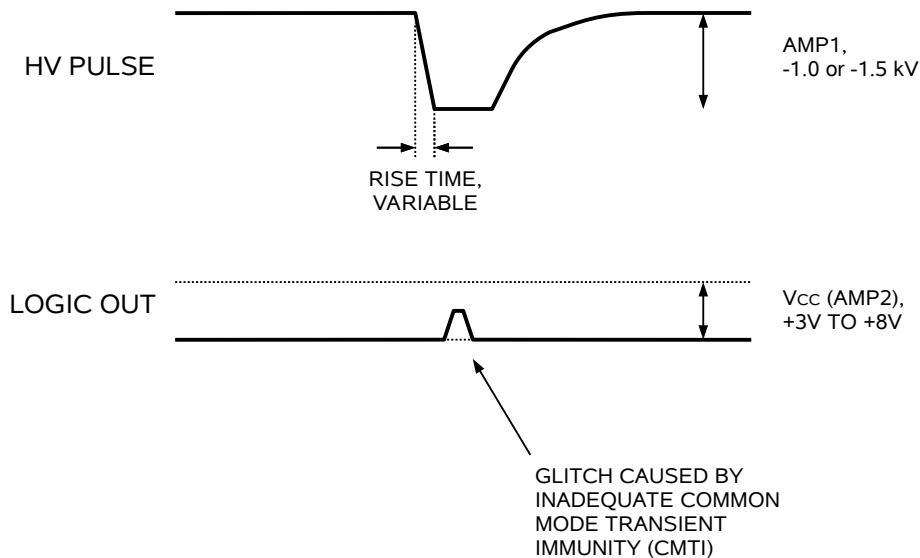 HV PULSE
AMP1,
-1.0 or -1.5 kV
RISE TIME,
VARIABLE
LOGIC OUT
VCC (AMP2),
+3V TO +8V
GLITCH CAUSED BY
INADEQUATE COMMON
MODE TRANSIENT
IMMUNITY (CMTI)